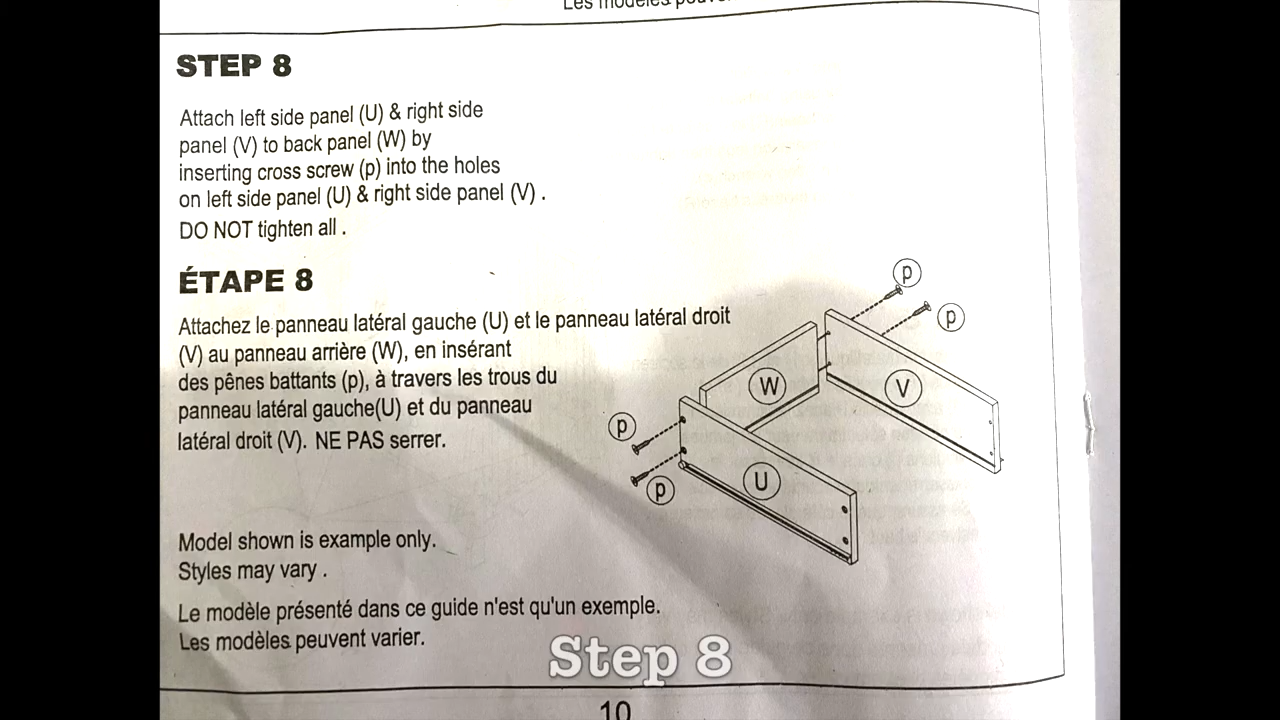 Les modèles peuven
STEP 8
Attach left side panel (U) & right side
panel (V) to back panel (W) by
inserting cross screw (p) into the holes
on left side panel (U) & right side panel (V) .
DO NOT tighten all .
ÉTAPE 8
Attachez le panneau latéral gauche (U) et le panneau latéral droit
(V) au panneau arrière (W), en insérant
des pênes battants (p), à travers les trous du
panneau latéral gauche(U) et du panneau
latéral droit (V). NE PAS serrer.
p
p
W
V
p
U
p
Model shown is example only.
Styles may vary .
Le modèle présenté dans ce guide n'est qu'un exemple.
Les modèles peuvent varier.
Step 8
10